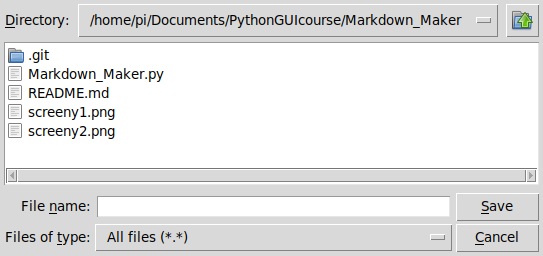 Directory: /home/pi/Documents/PythonGUIcourse/Markdown_Maker
.git
Markdown_Maker.py
README.md
screeny1.png
screeny2.png
File name: Save
Files of type: All files (*.*) Cancel